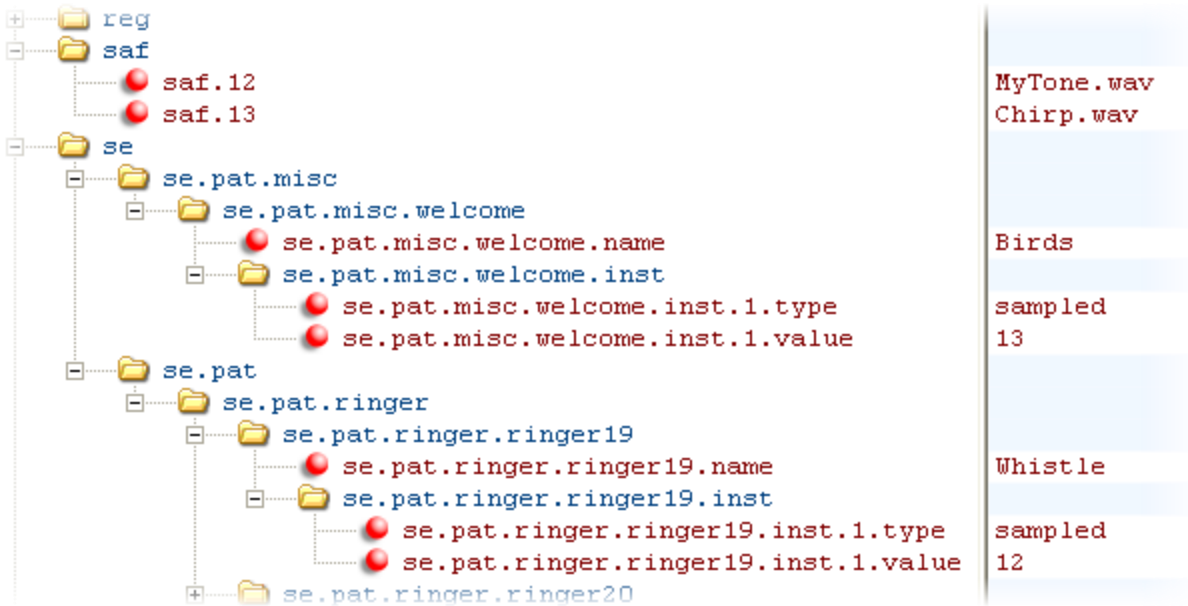 reg
saf
saf.12 MyTone.wav
saf.13 Chirp.wav
se
se.pat.misc
se.pat.misc.welcome
se.pat.misc.welcome.name Birds
se.pat.misc.welcome.inst
se.pat.misc.welcome.inst.1.type sampled
se.pat.misc.welcome.inst.1.value 13
se.pat
se.pat.ringer
se.pat.ringer.ringer19
se.pat.ringer.ringer19.name Whistle
se.pat.ringer.ringer19.inst
se.pat.ringer.ringer19.inst.1.type sampled
se.pat.ringer.ringer19.inst.1.value 12
se.pat.ringer.ringer20